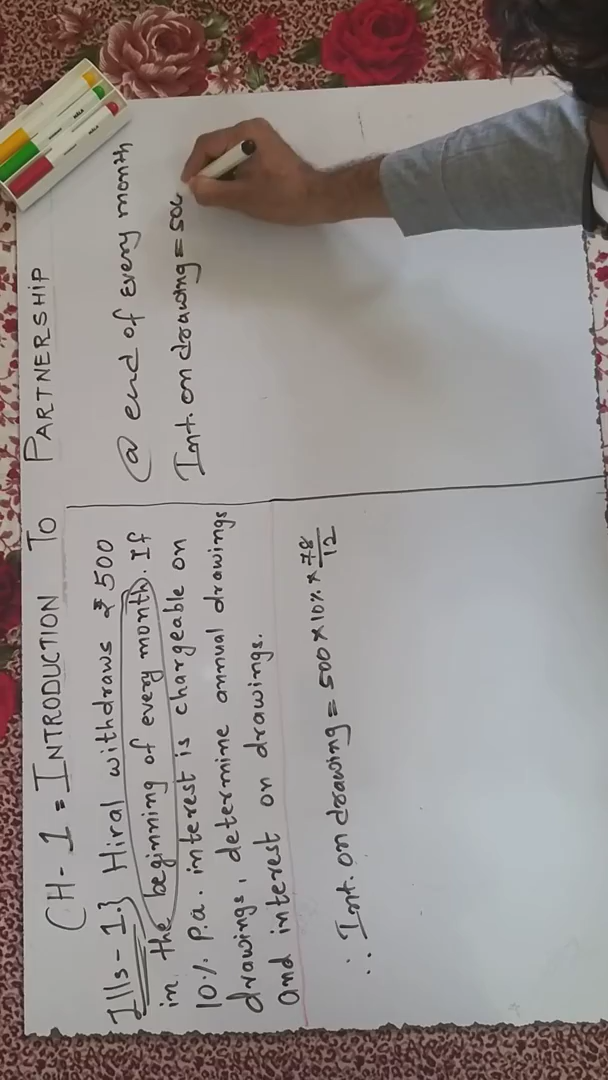 CH-1 = INTRODUCTION TO PARTNERSHIP
Ills-1.} Hiral withdraws ₹500
in the beginning of every month. If
10% p.a. interest is chargeable on
drawings, determine annual drawings
and interest on drawings.
∴ Int. on drawing = 500 × 10% × 78/12
@ end of every month
Int. on drawing = 500